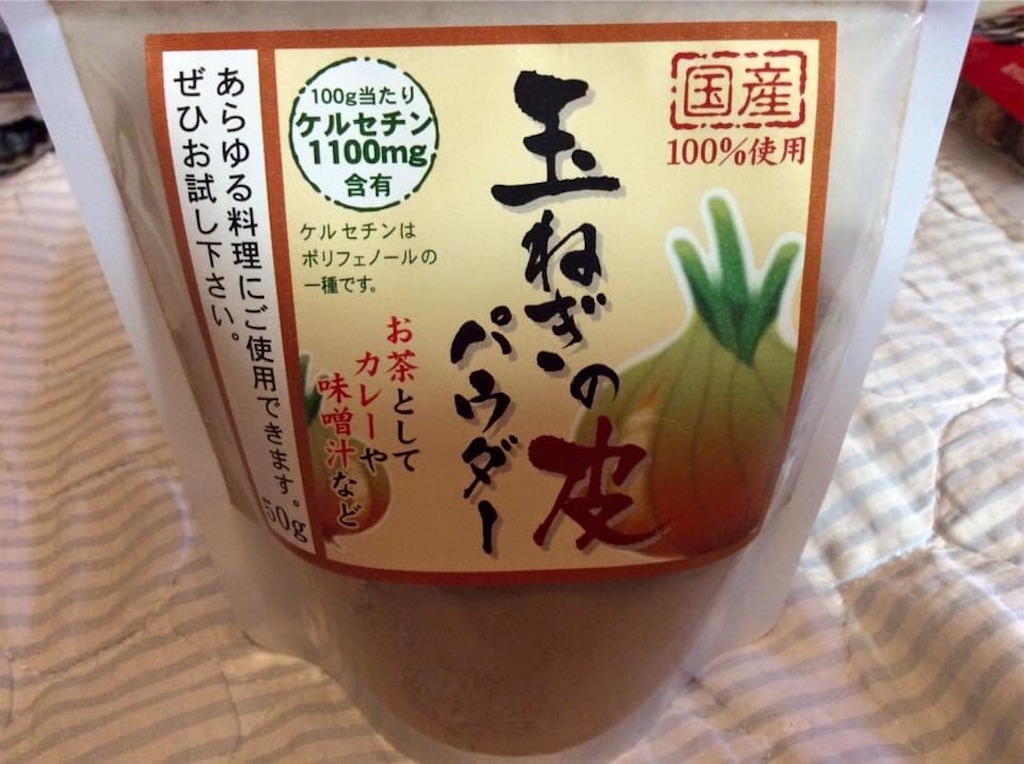 国産
100%使用
玉ねぎの皮
パウダー
100g当たり
ケルセチン
1100mg
含有
ケルセチンは
ポリフェノールの
一種です。
お茶として
カレーや
味噌汁など
あらゆる料理にご使用できます。
ぜひお試し下さい。
50g